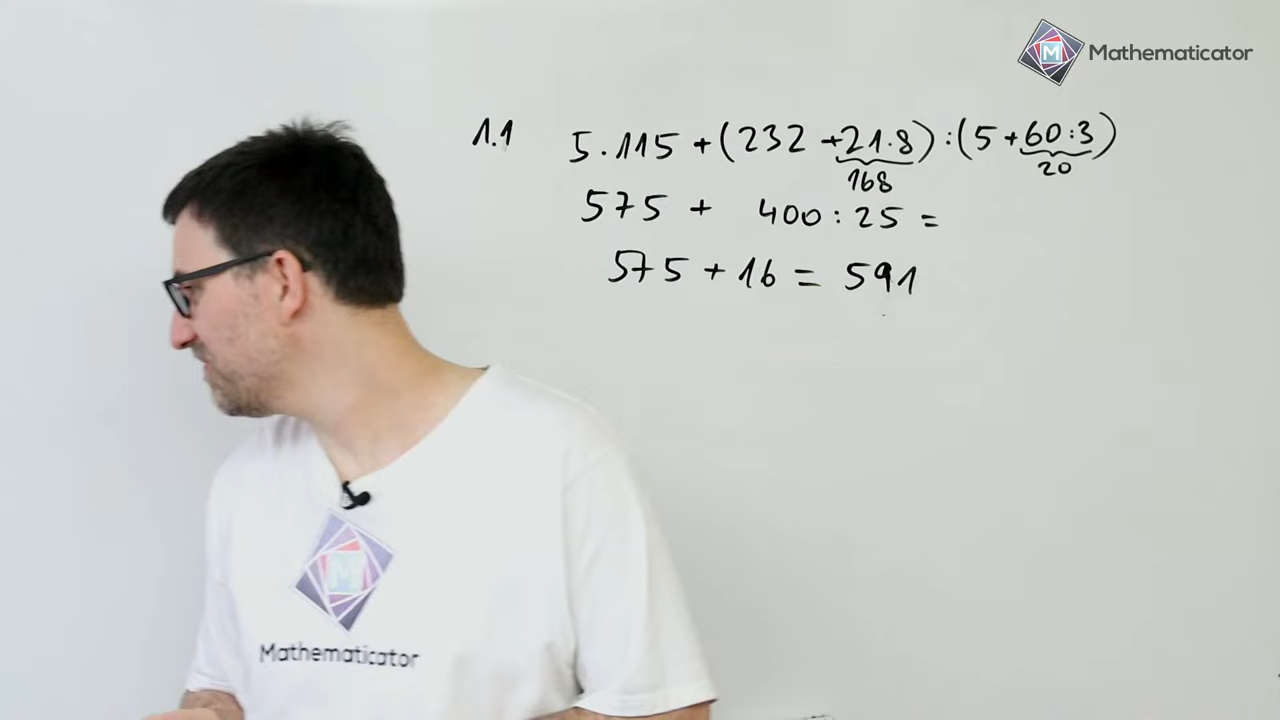 Mathematicator
1.1 5.115 + (232 + 21.8) : (5 + 60:3)
168 20
575 + 400 : 25 =
575 + 16 = 591
M
Mathematicator